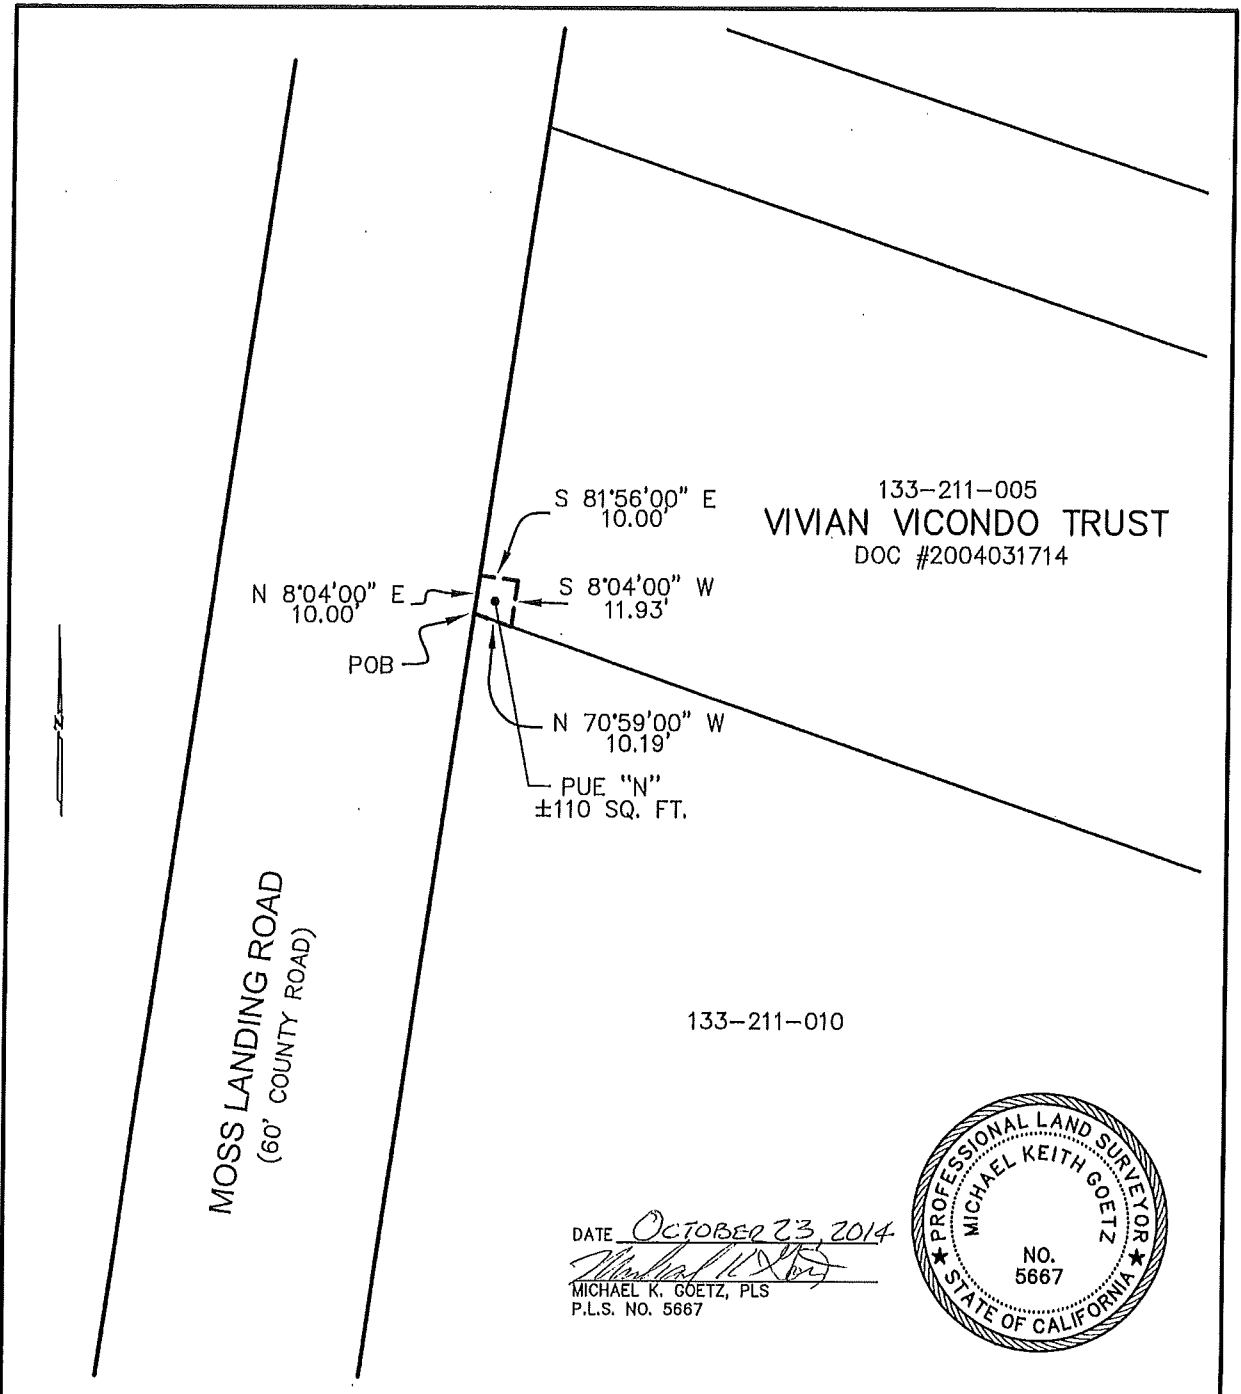 133-211-005
VIVIAN VICONDO TRUST
DOC #2004031714
S 81°56'00" E
10.00'
N 8°04'00" E
10.00'
S 8°04'00" W
11.93'
POB
N 70°59'00" W
10.19'
PUE "N"
±110 SQ. FT.
N
MOSS LANDING ROAD
(60' COUNTY ROAD)
133-211-010
DATE OCTOBER 23, 2014
MICHAEL K. GOETZ, PLS
P.L.S. NO. 5667
PROFESSIONAL LAND SURVEYOR
MICHAEL KEITH GOETZ
NO.
5667
STATE OF CALIFORNIA